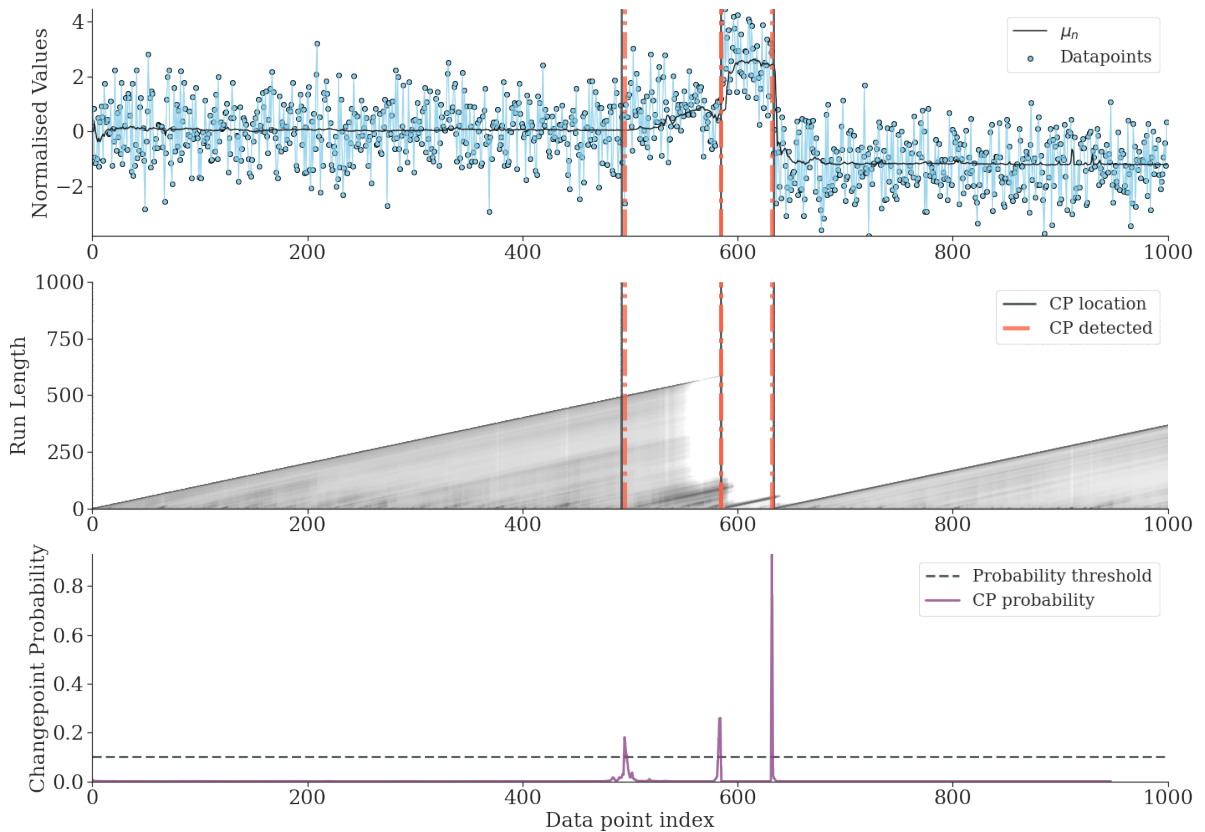 Normalised Values
4
2
0
−2
μn
Datapoints
0 200 400 600 800 1000
Run Length
1000
750
500
250
0
CP location
CP detected
0 200 400 600 800 1000
Changepoint Probability
0.8
0.6
0.4
0.2
0.0
Probability threshold
CP probability
0 200 400 600 800 1000
Data point index